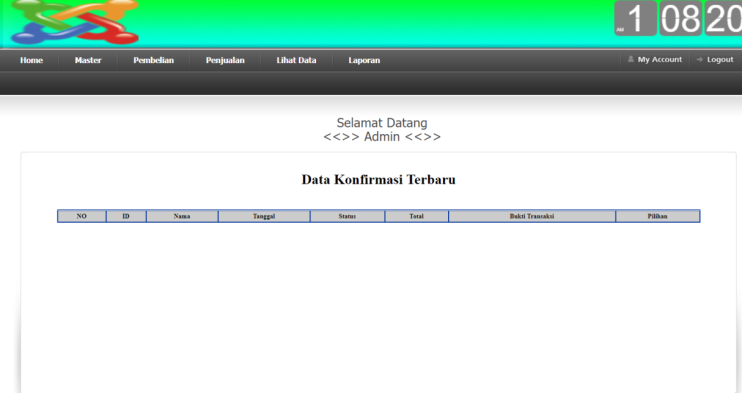 AM 1 08 20
Home Master Pembelian Penjualan Lihat Data Laporan My Account Logout
Selamat Datang
<<>> Admin <<>>
Data Konfirmasi Terbaru
NO ID Nama Tanggal Status Total Bukti Transaksi Pilihan